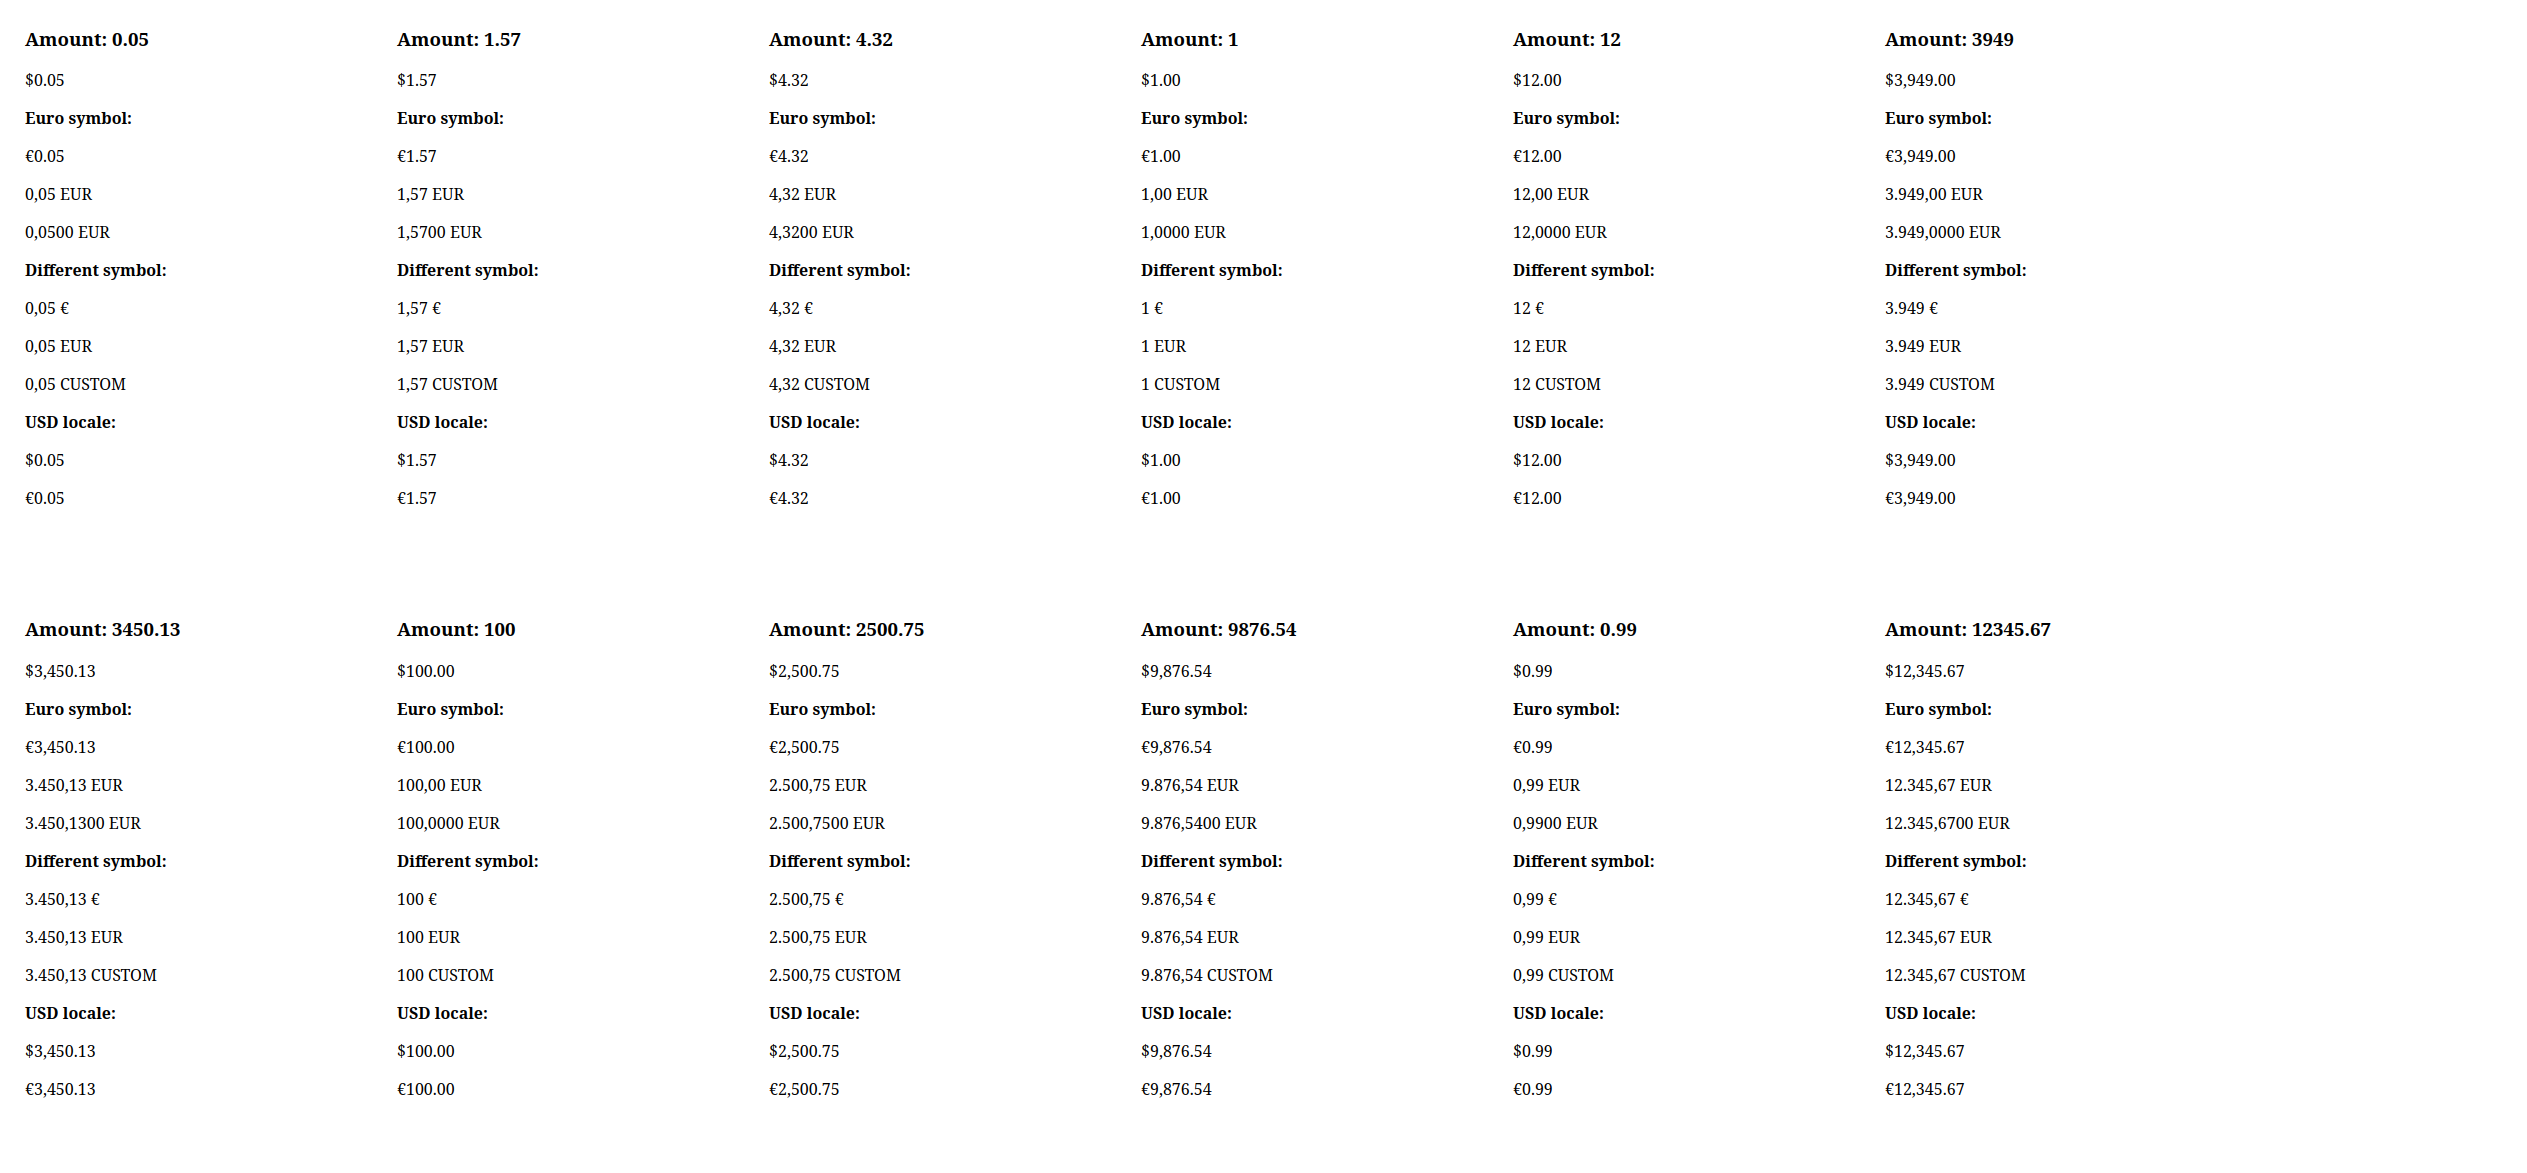 Amount: 0.05
$0.05
Euro symbol:
€0.05
0,05 EUR
0,0500 EUR
Different symbol:
0,05 €
0,05 EUR
0,05 CUSTOM
USD locale:
$0.05
€0.05
Amount: 1.57
$1.57
Euro symbol:
€1.57
1,57 EUR
1,5700 EUR
Different symbol:
1,57 €
1,57 EUR
1,57 CUSTOM
USD locale:
$1.57
€1.57
Amount: 4.32
$4.32
Euro symbol:
€4.32
4,32 EUR
4,3200 EUR
Different symbol:
4,32 €
4,32 EUR
4,32 CUSTOM
USD locale:
$4.32
€4.32
Amount: 1
$1.00
Euro symbol:
€1.00
1,00 EUR
1,0000 EUR
Different symbol:
1 €
1 EUR
1 CUSTOM
USD locale:
$1.00
€1.00
Amount: 12
$12.00
Euro symbol:
€12.00
12,00 EUR
12,0000 EUR
Different symbol:
12 €
12 EUR
12 CUSTOM
USD locale:
$12.00
€12.00
Amount: 3949
$3,949.00
Euro symbol:
€3,949.00
3.949,00 EUR
3.949,0000 EUR
Different symbol:
3.949 €
3.949 EUR
3.949 CUSTOM
USD locale:
$3,949.00
€3,949.00
Amount: 3450.13
$3,450.13
Euro symbol:
€3,450.13
3.450,13 EUR
3.450,1300 EUR
Different symbol:
3.450,13 €
3.450,13 EUR
3.450,13 CUSTOM
USD locale:
$3,450.13
€3,450.13
Amount: 100
$100.00
Euro symbol:
€100.00
100,00 EUR
100,0000 EUR
Different symbol:
100 €
100 EUR
100 CUSTOM
USD locale:
$100.00
€100.00
Amount: 2500.75
$2,500.75
Euro symbol:
€2,500.75
2.500,75 EUR
2.500,7500 EUR
Different symbol:
2.500,75 €
2.500,75 EUR
2.500,75 CUSTOM
USD locale:
$2,500.75
€2,500.75
Amount: 9876.54
$9,876.54
Euro symbol:
€9,876.54
9.876,54 EUR
9.876,5400 EUR
Different symbol:
9.876,54 €
9.876,54 EUR
9.876,54 CUSTOM
USD locale:
$9,876.54
€9,876.54
Amount: 0.99
$0.99
Euro symbol:
€0.99
0,99 EUR
0,9900 EUR
Different symbol:
0,99 €
0,99 EUR
0,99 CUSTOM
USD locale:
$0.99
€0.99
Amount: 12345.67
$12,345.67
Euro symbol:
€12,345.67
12.345,67 EUR
12.345,6700 EUR
Different symbol:
12.345,67 €
12.345,67 EUR
12.345,67 CUSTOM
USD locale:
$12,345.67
€12,345.67